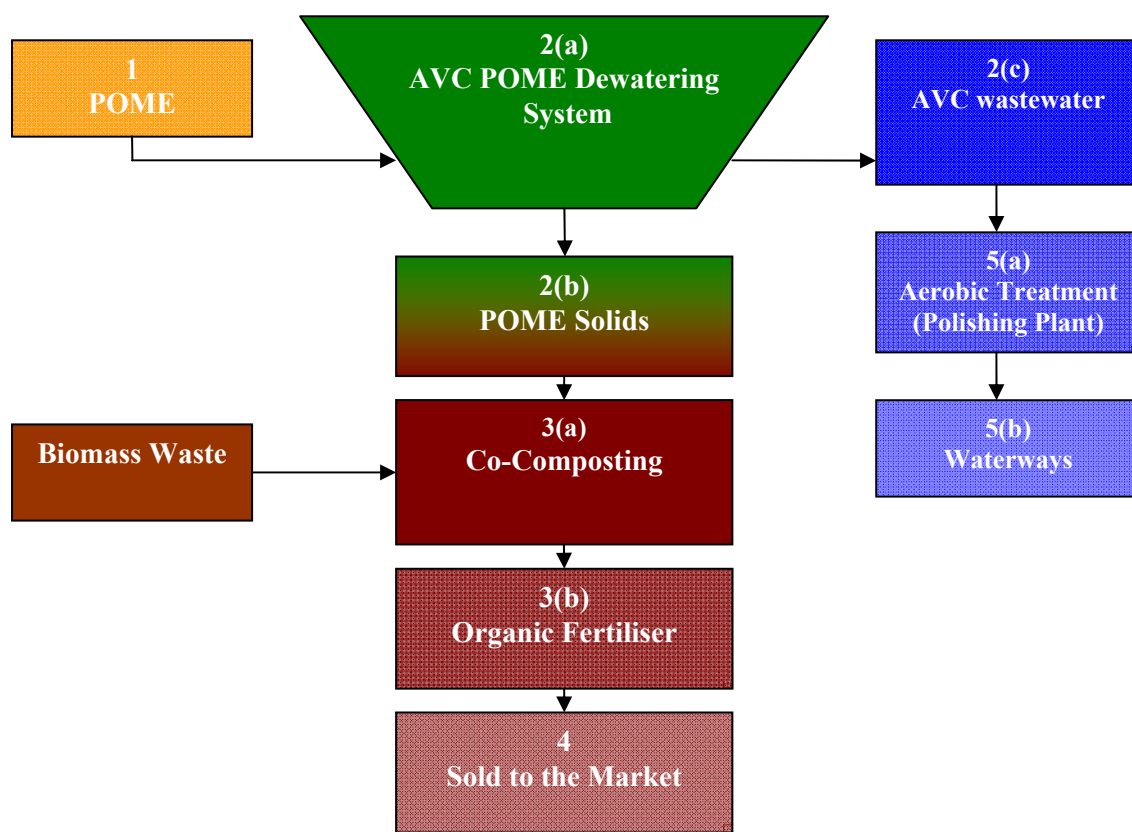 1
POME
2(a)
AVC POME Dewatering
System
2(c)
AVC wastewater
2(b)
POME Solids
5(a)
Aerobic Treatment
(Polishing Plant)
Biomass Waste
3(a)
Co-Composting
5(b)
Waterways
3(b)
Organic Fertiliser
4
Sold to the Market